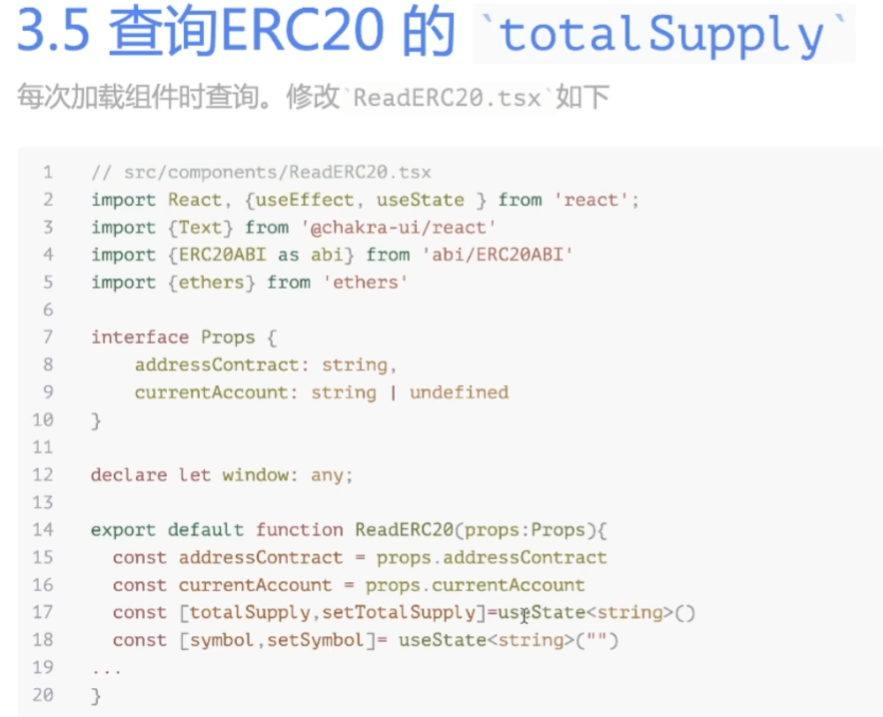 3.5 查询ERC20 的 `totalSupply`
每次加载组件时查询。修改`ReadERC20.tsx`如下
1 // src/components/ReadERC20.tsx
2 import React, {useEffect, useState } from 'react';
3 import {Text} from '@chakra-ui/react'
4 import {ERC20ABI as abi} from 'abi/ERC20ABI'
5 import {ethers} from 'ethers'
6
7 interface Props {
8     addressContract: string,
9     currentAccount: string | undefined
10 }
11
12 declare let window: any;
13
14 export default function ReadERC20(props:Props){
15   const addressContract = props.addressContract
16   const currentAccount = props.currentAccount
17   const [totalSupply,setTotalSupply]=useState<string>()
18   const [symbol,setSymbol]= useState<string>("")
19 ...
20 }